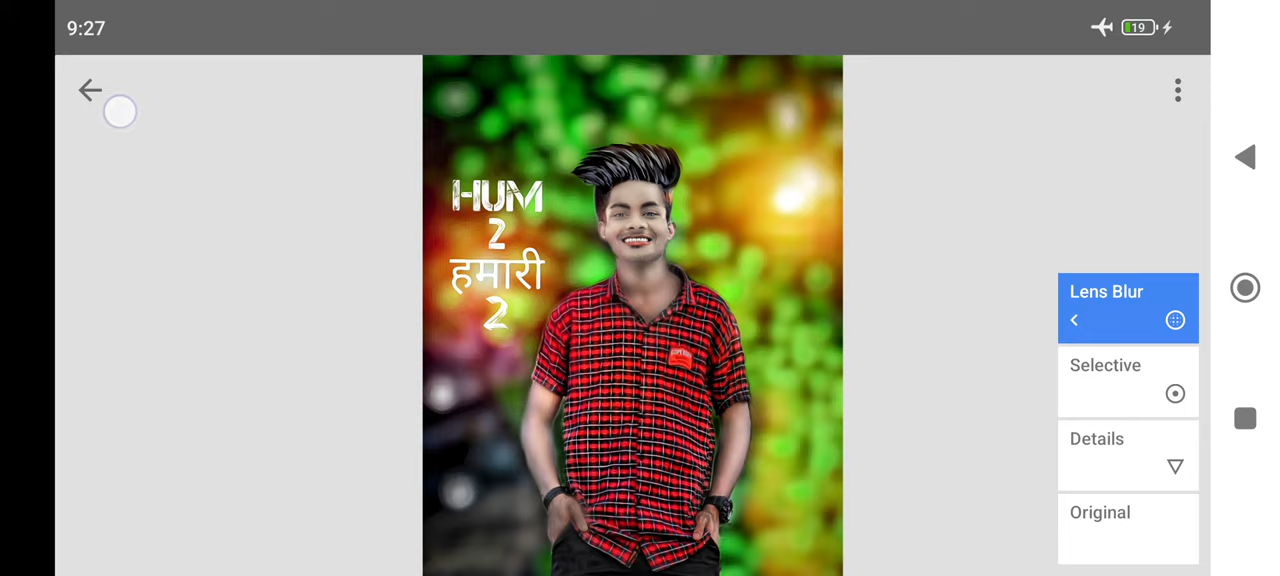 9:27
19
HUM
2
हमारी
2
Lens Blur
Selective
Details
Original